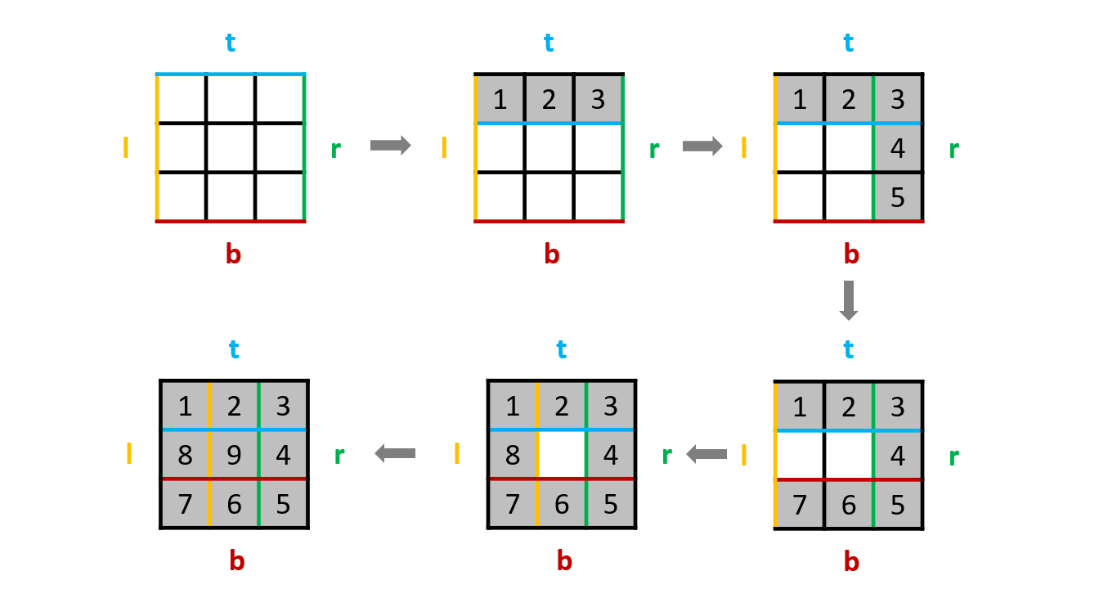 t t t
1 2 3 1 2 3
l r l r l 4 r
5
b b b
t t t
1 2 3 1 2 3 1 2 3
l 8 9 4 r l 8 4 r l 4 r
7 6 5 7 6 5 7 6 5
b b b